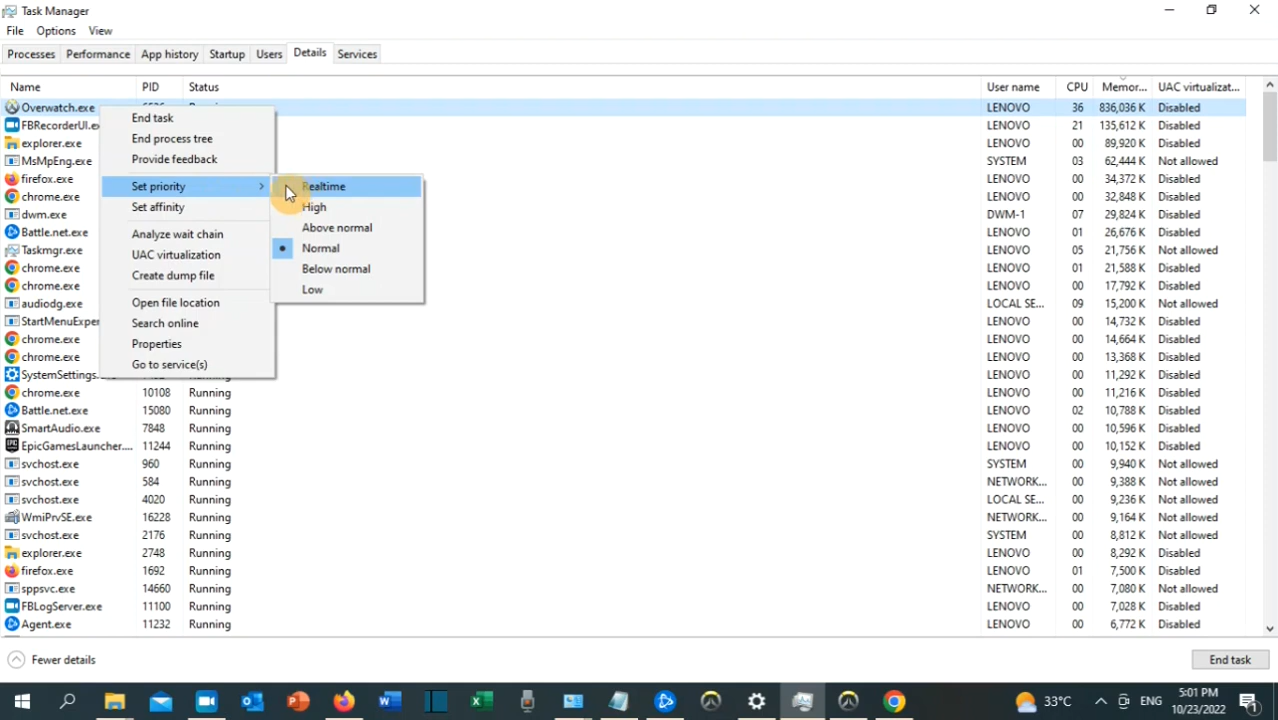 Task Manager
File Options View
Processes Performance App history Startup Users Details Services
Name PID Status User name CPU Memor... UAC virtualizat...
Overwatch.exe Running LENOVO 36 836,036 K Disabled
FBRecorderUI.ex LENOVO 21 135,612 K Disabled
explorer.exe LENOVO 00 89,920 K Disabled
MsMpEng.exe SYSTEM 03 62,444 K Not allowed
firefox.exe LENOVO 00 34,372 K Disabled
chrome.exe LENOVO 00 32,848 K Disabled
dwm.exe DWM-1 07 29,824 K Disabled
Battle.net.exe LENOVO 01 26,676 K Disabled
Taskmgr.exe LENOVO 05 21,756 K Not allowed
chrome.exe LENOVO 01 21,588 K Disabled
chrome.exe LENOVO 00 17,792 K Disabled
audiodg.exe LOCAL SE... 09 15,200 K Not allowed
StartMenuExper LENOVO 00 14,732 K Disabled
chrome.exe LENOVO 00 14,664 K Disabled
chrome.exe LENOVO 00 13,368 K Disabled
SystemSettings. Running LENOVO 00 11,292 K Disabled
chrome.exe 10108 Running LENOVO 00 11,216 K Disabled
Battle.net.exe 15080 Running LENOVO 02 10,788 K Disabled
SmartAudio.exe 7848 Running LENOVO 00 10,596 K Disabled
EpicGamesLauncher.... 11244 Running LENOVO 00 10,152 K Disabled
svchost.exe 960 Running SYSTEM 00 9,940 K Not allowed
svchost.exe 584 Running NETWORK... 00 9,388 K Not allowed
svchost.exe 4020 Running LOCAL SE... 00 9,236 K Not allowed
WmiPrvSE.exe 16228 Running NETWORK... 00 9,164 K Not allowed
svchost.exe 2176 Running SYSTEM 00 8,812 K Not allowed
explorer.exe 2748 Running LENOVO 00 8,292 K Disabled
firefox.exe 1692 Running LENOVO 01 7,500 K Disabled
sppsvc.exe 14660 Running NETWORK... 00 7,080 K Not allowed
FBLogServer.exe 11100 Running LENOVO 00 7,028 K Disabled
Agent.exe 11232 Running LENOVO 00 6,772 K Disabled
End task
End process tree
Provide feedback
Set priority
Set affinity
Analyze wait chain
UAC virtualization
Create dump file
Open file location
Search online
Properties
Go to service(s)
Realtime
High
Above normal
Normal
Below normal
Low
Fewer details
End task
33°C
ENG
5:01 PM
10/23/2022
1